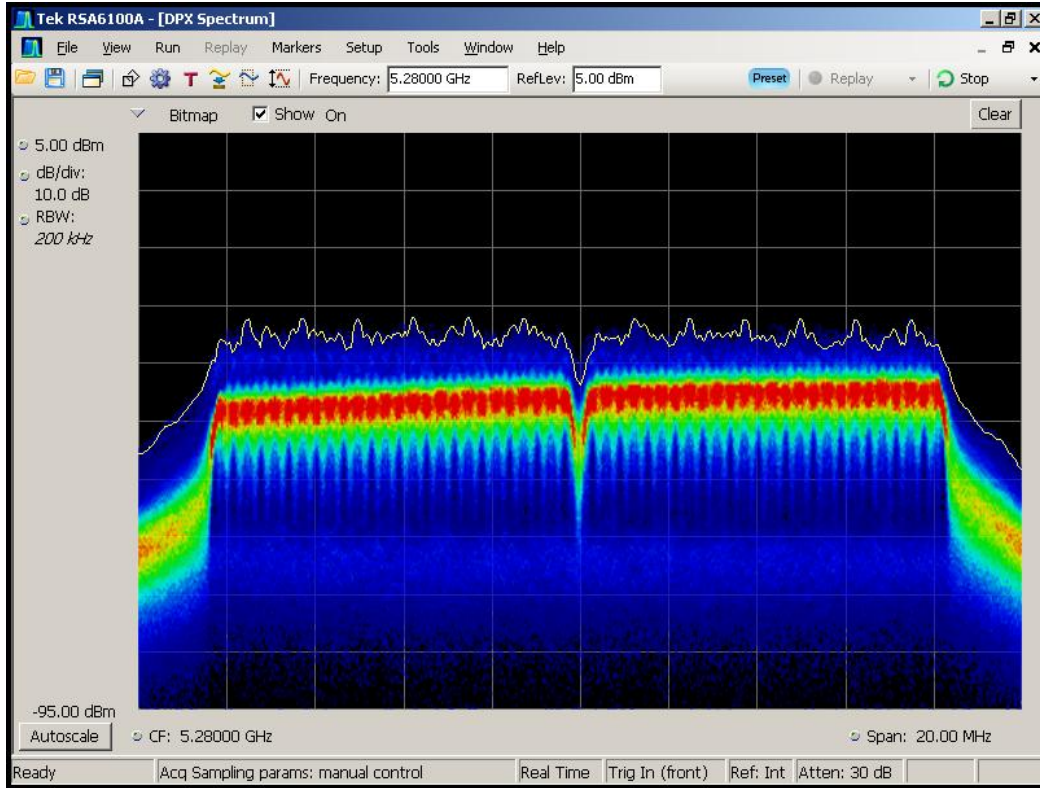 Tek RSA6100A - [DPX Spectrum]
File View Run Replay Markers Setup Tools Window Help
T Frequency: 5.28000 GHz RefLev: 5.00 dBm Preset Replay Stop
Bitmap Show On Clear
5.00 dBm
dB/div:
10.0 dB
RBW:
200 kHz
-95.00 dBm
Autoscale CF: 5.28000 GHz Span: 20.00 MHz
Ready Acq Sampling params: manual control Real Time Trig In (front) Ref: Int Atten: 30 dB